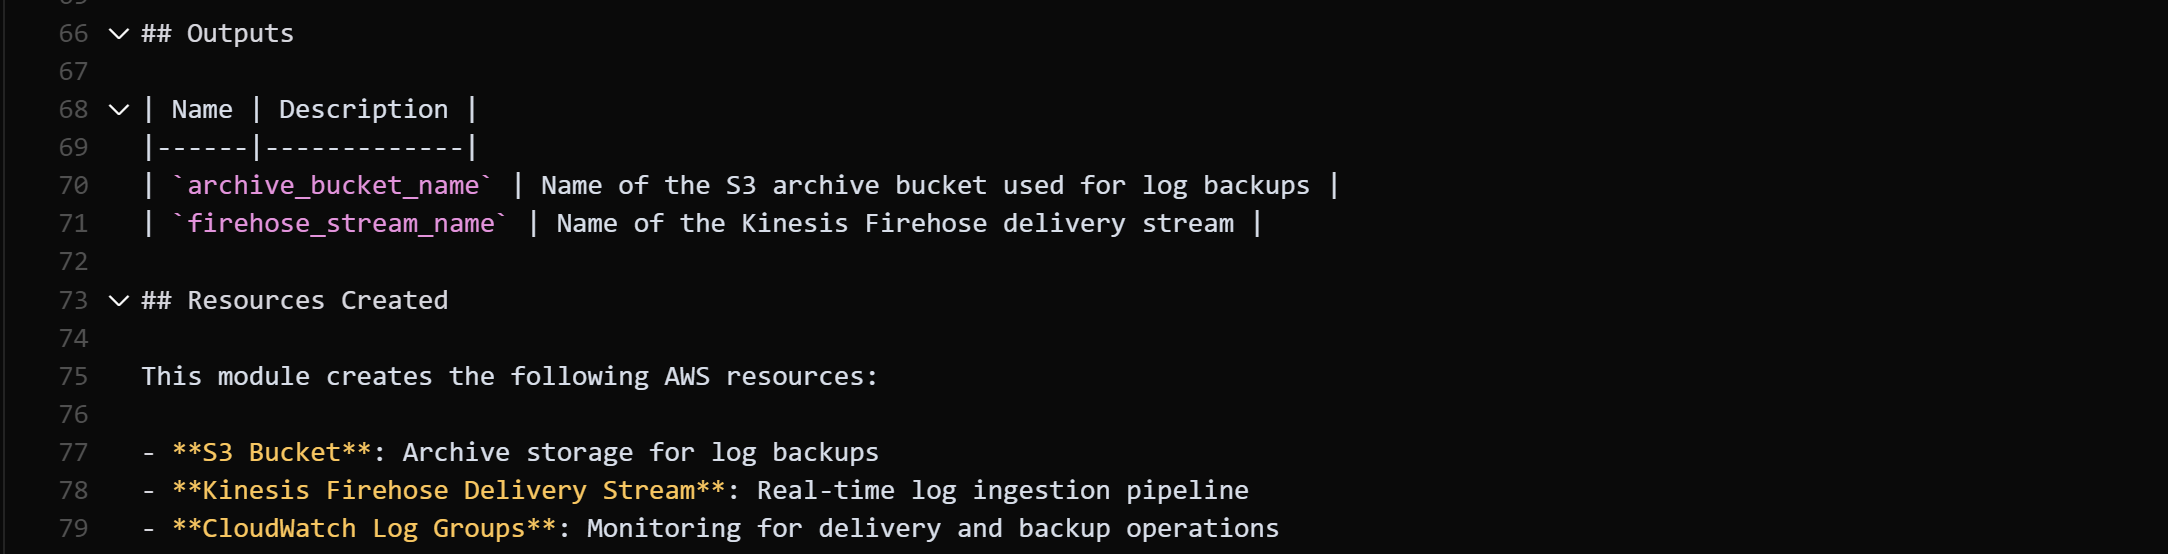 66 ## Outputs
67
68 | Name | Description |
69 |------|-------------|
70 | `archive_bucket_name` | Name of the S3 archive bucket used for log backups |
71 | `firehose_stream_name` | Name of the Kinesis Firehose delivery stream |
72
73 ## Resources Created
74
75 This module creates the following AWS resources:
76
77 - **S3 Bucket**: Archive storage for log backups
78 - **Kinesis Firehose Delivery Stream**: Real-time log ingestion pipeline
79 - **CloudWatch Log Groups**: Monitoring for delivery and backup operations